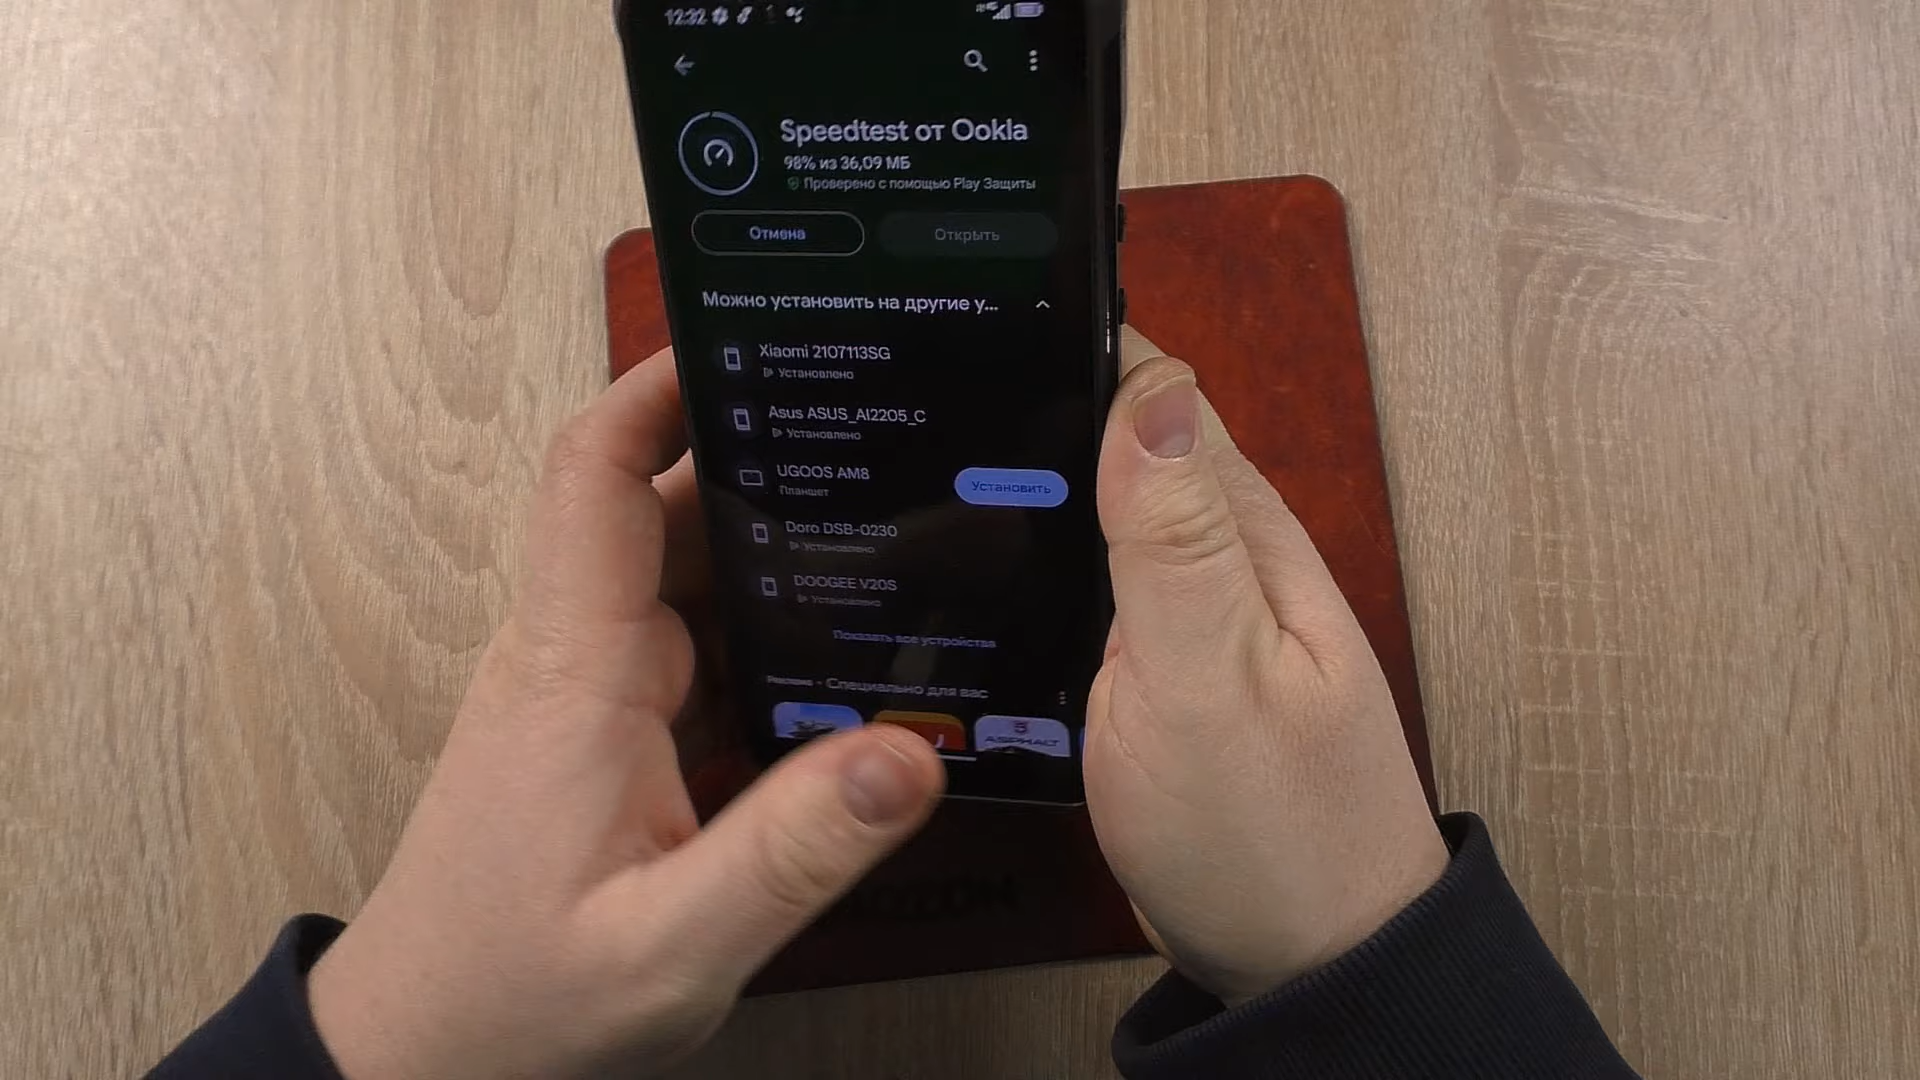 12:32
Speedtest от Ookla
98% из 36,09 МБ
Проверено с помощью Play Защиты
Отмена
Открыть
Можно установить на другие у...
Xiaomi 2107113SG
Установлено
Asus ASUS_AI2205_C
Установлено
UGOOS AM8
Планшет
Установить
Doro DSB-0230
Установлено
DOOGEE V20S
Установлено
Показать все устройства
Реклама • Специально для вас
ASPHALT